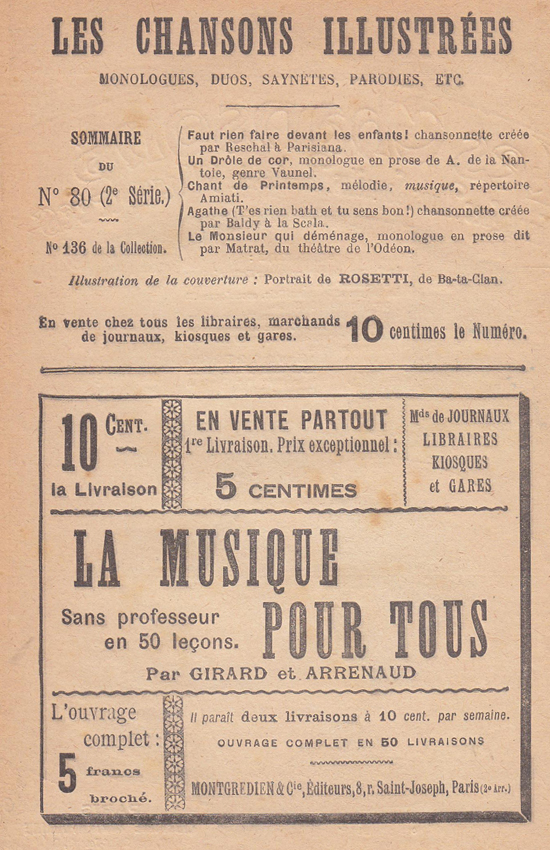 LES CHANSONS ILLUSTRÉES
MONOLOGUES, DUOS, SAYNÈTES, PARODIES, ETC.
SOMMAIRE
DU
N° 80 (2e Série.)
N° 136 de la Collection.
Faut rien faire devant les enfants! chansonnette créée
par Reschal à Parisiana.
Un Drôle de cor, monologue en prose de A. de la Nan-
toie, genre Vaunel.
Chant de Printemps, mélodie, musique, répertoire
Amiati.
Agathe (T'es rien bath et tu sens bon!) chansonnette créée
par Baldy à la Scala.
Le Monsieur qui déménage, monologue en prose dit
par Matrat, du théâtre de l'Odéon.
Illustration de la couverture : Portrait de ROSETTI, de Ba-ta-Clan.
En vente chez tous les libraires, marchands
de journaux, kiosques et gares.
10 centimes le Numéro.
10 CENT.
la Livraison
EN VENTE PARTOUT
1re Livraison, Prix exceptionnel :
5 CENTIMES
Mds de JOURNAUX
LIBRAIRES
KIOSQUES
et GARES
LA MUSIQUE
POUR TOUS
Sans professeur
en 50 leçons.
Par GIRARD et ARRENAUD
L'ouvrage
complet :
5 francs
broché.
Il paraît deux livraisons à 10 cent. par semaine.
OUVRAGE COMPLET EN 50 LIVRAISONS
MONTGREDIEN & Cie, Éditeurs, 8, r. Saint-Joseph, Paris (2e Arr.)